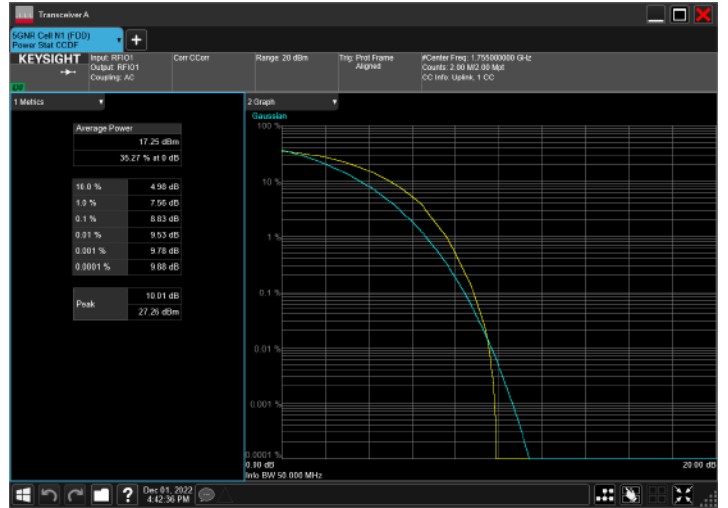 Transceiver A
5GNR Cell N1 (FDD)
Power Stat CCDF
KEYSIGHT
Input: RFIO1
Output: RFIO1
Coupling: AC
Corr CCorr
Range: 20 dBm
Trig: Prot Frame
Aligned
#Center Freq: 1.755000000 GHz
Counts: 2.00 M/2.00 Mpt
CC Info: Uplink, 1 CC
1 Metrics
Average Power
17.25 dBm
35.27 % at 0 dB
10.0 % 4.98 dB
1.0 % 7.56 dB
0.1 % 8.83 dB
0.01 % 9.53 dB
0.001 % 9.78 dB
0.0001 % 9.88 dB
Peak
10.01 dB
27.26 dBm
2 Graph
Gaussian
100 %
10 %
1 %
0.1 %
0.01 %
0.001 %
0.0001 %
0.00 dB
20.00 dB
Info BW 50.000 MHz
Dec 01, 2022
4:42:36 PM